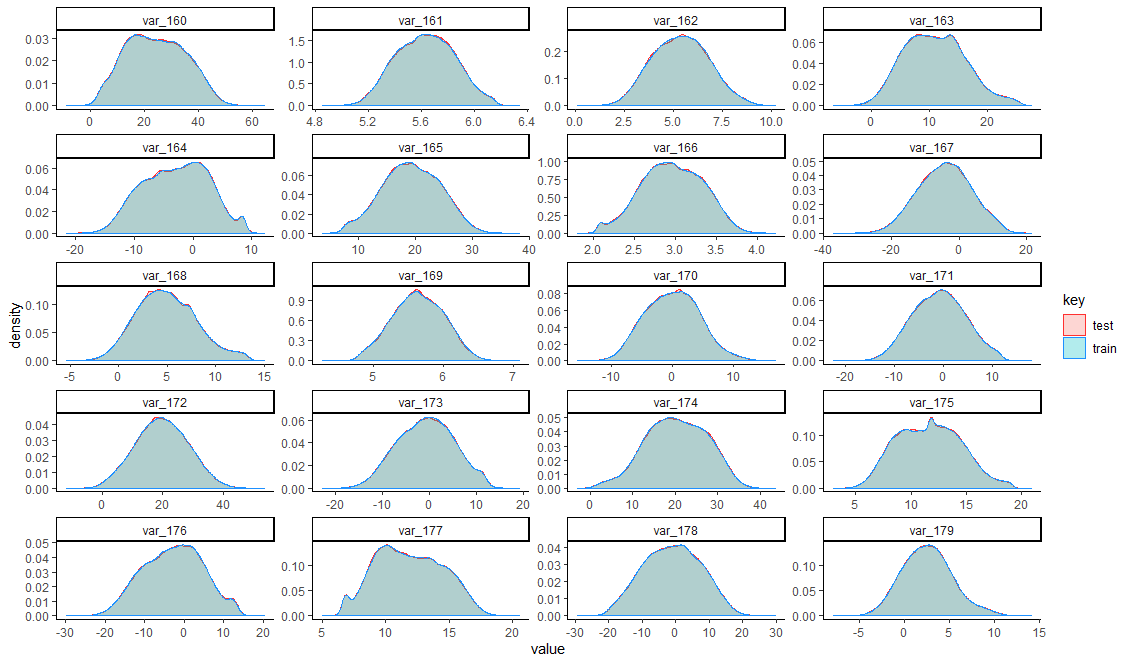 var_160 var_161 var_162 var_163
0.03 0.02 0.01 0.00 1.5 1.0 0.5 0.0 0.2 0.1 0.0 0.06 0.04 0.02 0.00
0 20 40 60 4.8 5.2 5.6 6.0 6.4 0.0 2.5 5.0 7.5 10.0 0 10 20
var_164 var_165 var_166 var_167
0.06 0.04 0.02 0.00 0.06 0.04 0.02 0.00 1.00 0.75 0.50 0.25 0.00 0.05 0.04 0.03 0.02 0.01 0.00
-20 -10 0 10 10 20 30 40 2.0 2.5 3.0 3.5 4.0 -40 -20 0 20
var_168 var_169 var_170 var_171
0.10 0.05 0.00 0.9 0.6 0.3 0.0 0.08 0.06 0.04 0.02 0.00 0.06 0.04 0.02 0.00
-5 0 5 10 15 5 6 7 -10 0 10 -20 -10 0 10
var_172 var_173 var_174 var_175
0.04 0.03 0.02 0.01 0.00 0.06 0.04 0.02 0.00 0.05 0.04 0.03 0.02 0.01 0.00 0.10 0.05 0.00
0 20 40 -20 -10 0 10 20 0 10 20 30 40 5 10 15 20
var_176 var_177 var_178 var_179
0.05 0.04 0.03 0.02 0.01 0.00 0.10 0.05 0.00 0.04 0.03 0.02 0.01 0.00 0.10 0.05 0.00
-30 -20 -10 0 10 20 5 10 15 20 -30 -20 -10 0 10 20 30 -5 0 5 10 15
density
value
key
test
train